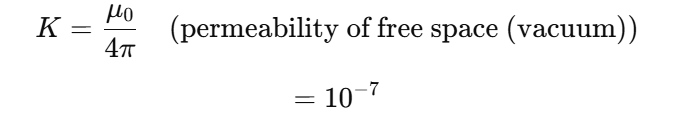 K = μ₀/4π (permeability of free space (vacuum))
= 10⁻⁷